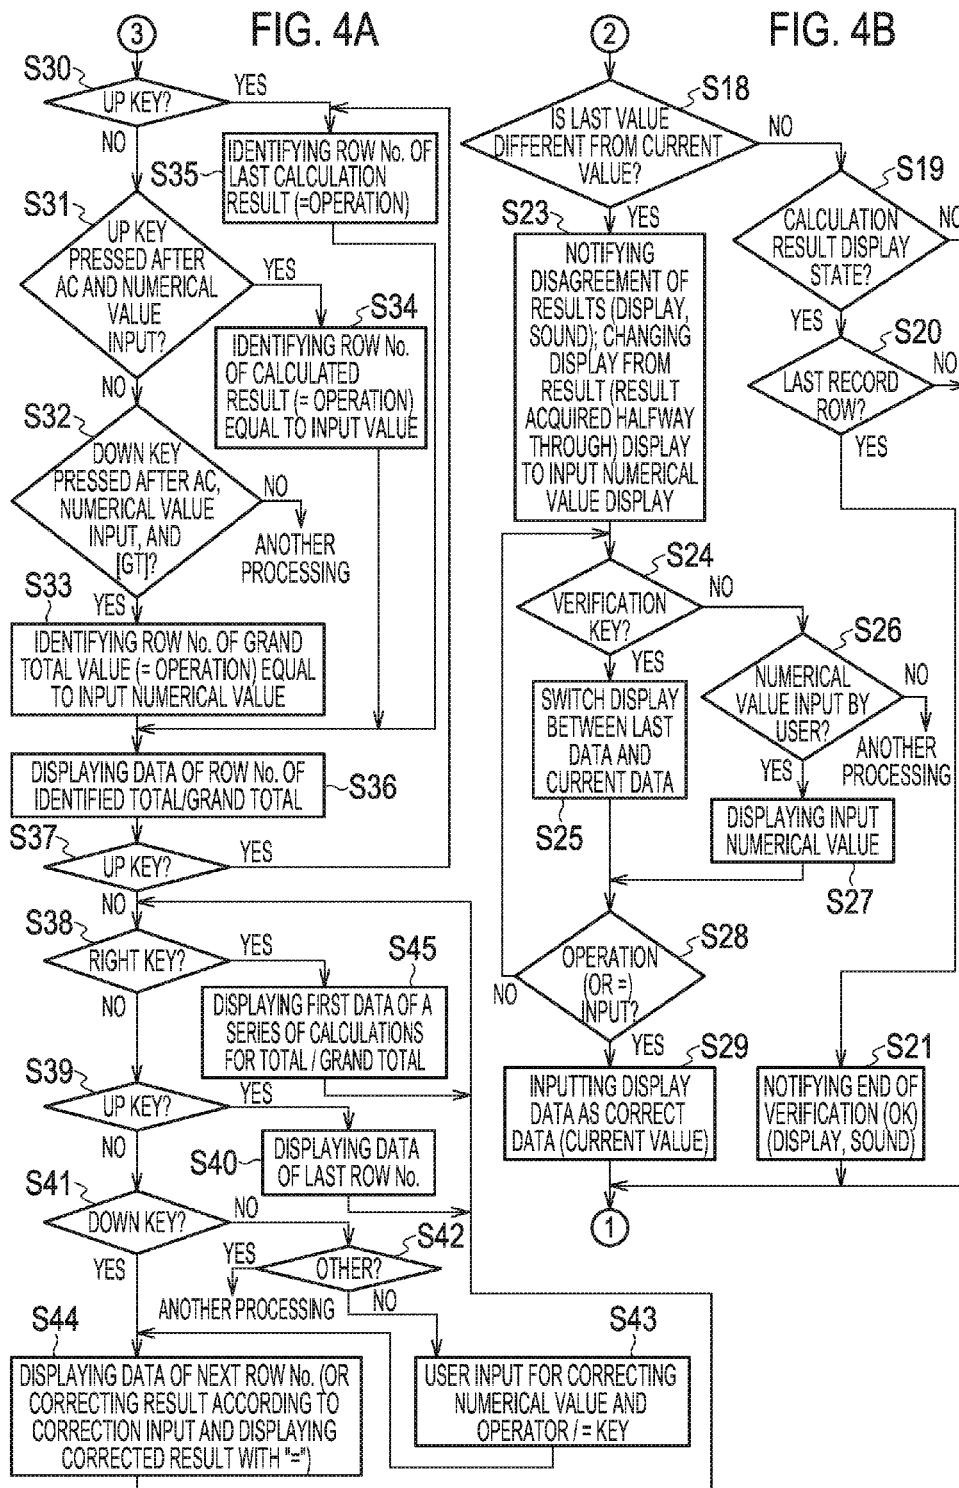 3
FIG. 4A
S30
UP KEY?
YES
NO
S35
IDENTIFYING ROW No. OF
LAST CALCULATION
RESULT (=OPERATION)
S31
UP KEY
PRESSED AFTER
AC AND NUMERICAL
VALUE
INPUT?
YES
NO
S34
IDENTIFYING ROW No.
OF CALCULATED
RESULT (= OPERATION)
EQUAL TO INPUT VALUE
S32
DOWN KEY
PRESSED AFTER AC,
NUMERICAL VALUE
INPUT, AND
[GT]?
NO
ANOTHER
PROCESSING
YES
S33
IDENTIFYING ROW No. OF GRAND
TOTAL VALUE (= OPERATION) EQUAL
TO INPUT NUMERICAL VALUE
DISPLAYING DATA OF ROW No. OF
IDENTIFIED TOTAL/GRAND TOTAL
S36
S37
UP KEY?
YES
NO
S38
RIGHT KEY?
YES
NO
S45
DISPLAYING FIRST DATA OF A
SERIES OF CALCULATIONS
FOR TOTAL / GRAND TOTAL
S39
UP KEY?
YES
NO
S40
DISPLAYING DATA
OF LAST ROW No.
S41
DOWN KEY?
NO
YES
S42
OTHER?
YES
ANOTHER PROCESSING
NO
S43
USER INPUT FOR CORRECTING
NUMERICAL VALUE AND
OPERATOR / = KEY
S44
DISPLAYING DATA OF NEXT ROW No. (OR
CORRECTING RESULT ACCORDING TO
CORRECTION INPUT AND DISPLAYING
CORRECTED RESULT WITH "=")
2
FIG. 4B
S18
IS LAST VALUE
DIFFERENT FROM CURRENT
VALUE?
NO
YES
S19
CALCULATION
RESULT DISPLAY
STATE?
NO
YES
S20
LAST RECORD
ROW?
NO
YES
S23
NOTIFYING
DISAGREEMENT OF
RESULTS (DISPLAY,
SOUND); CHANGING
DISPLAY FROM
RESULT (RESULT
ACQUIRED HALFWAY
THROUGH) DISPLAY
TO INPUT NUMERICAL
VALUE DISPLAY
S24
VERIFICATION
KEY?
NO
YES
SWITCH DISPLAY
BETWEEN LAST
DATA AND
CURRENT DATA
S25
S26
NUMERICAL
VALUE INPUT BY
USER?
NO
ANOTHER
PROCESSING
YES
DISPLAYING INPUT
NUMERICAL VALUE
S27
S28
OPERATION
(OR =)
INPUT?
NO
YES
S29
INPUTTING DISPLAY
DATA AS CORRECT
DATA (CURRENT VALUE)
S21
NOTIFYING END OF
VERIFICATION (OK)
(DISPLAY, SOUND)
1